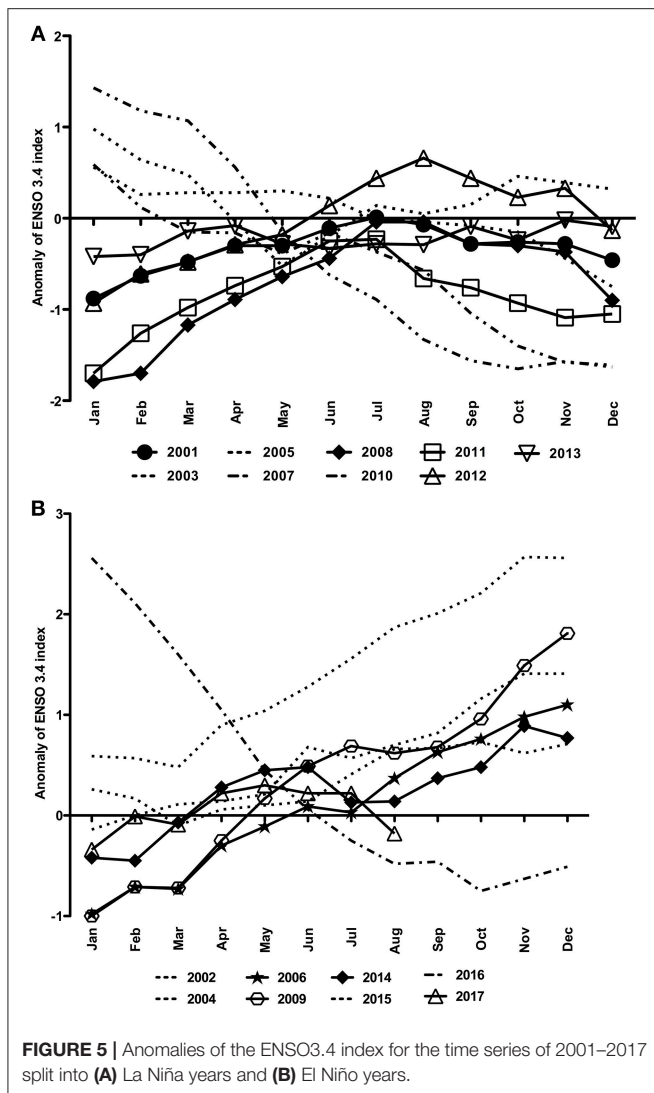 A
2
1
0
-1
-2
Anomaly of ENSO 3.4 index
Jan Feb Mar Apr May Jun Jul Aug Sep Oct Nov Dec
2001 2005 2008 2011 2013
2003 2007 2010 2012
B
3
2
1
0
-1
Anomaly of ENSO 3.4 index
Jan Feb Mar Apr May Jun Jul Aug Sep Oct Nov Dec
2002 2006 2014 2016
2004 2009 2015 2017
FIGURE 5 | Anomalies of the ENSO3.4 index for the time series of 2001–2017
split into (A) La Niña years and (B) El Niño years.